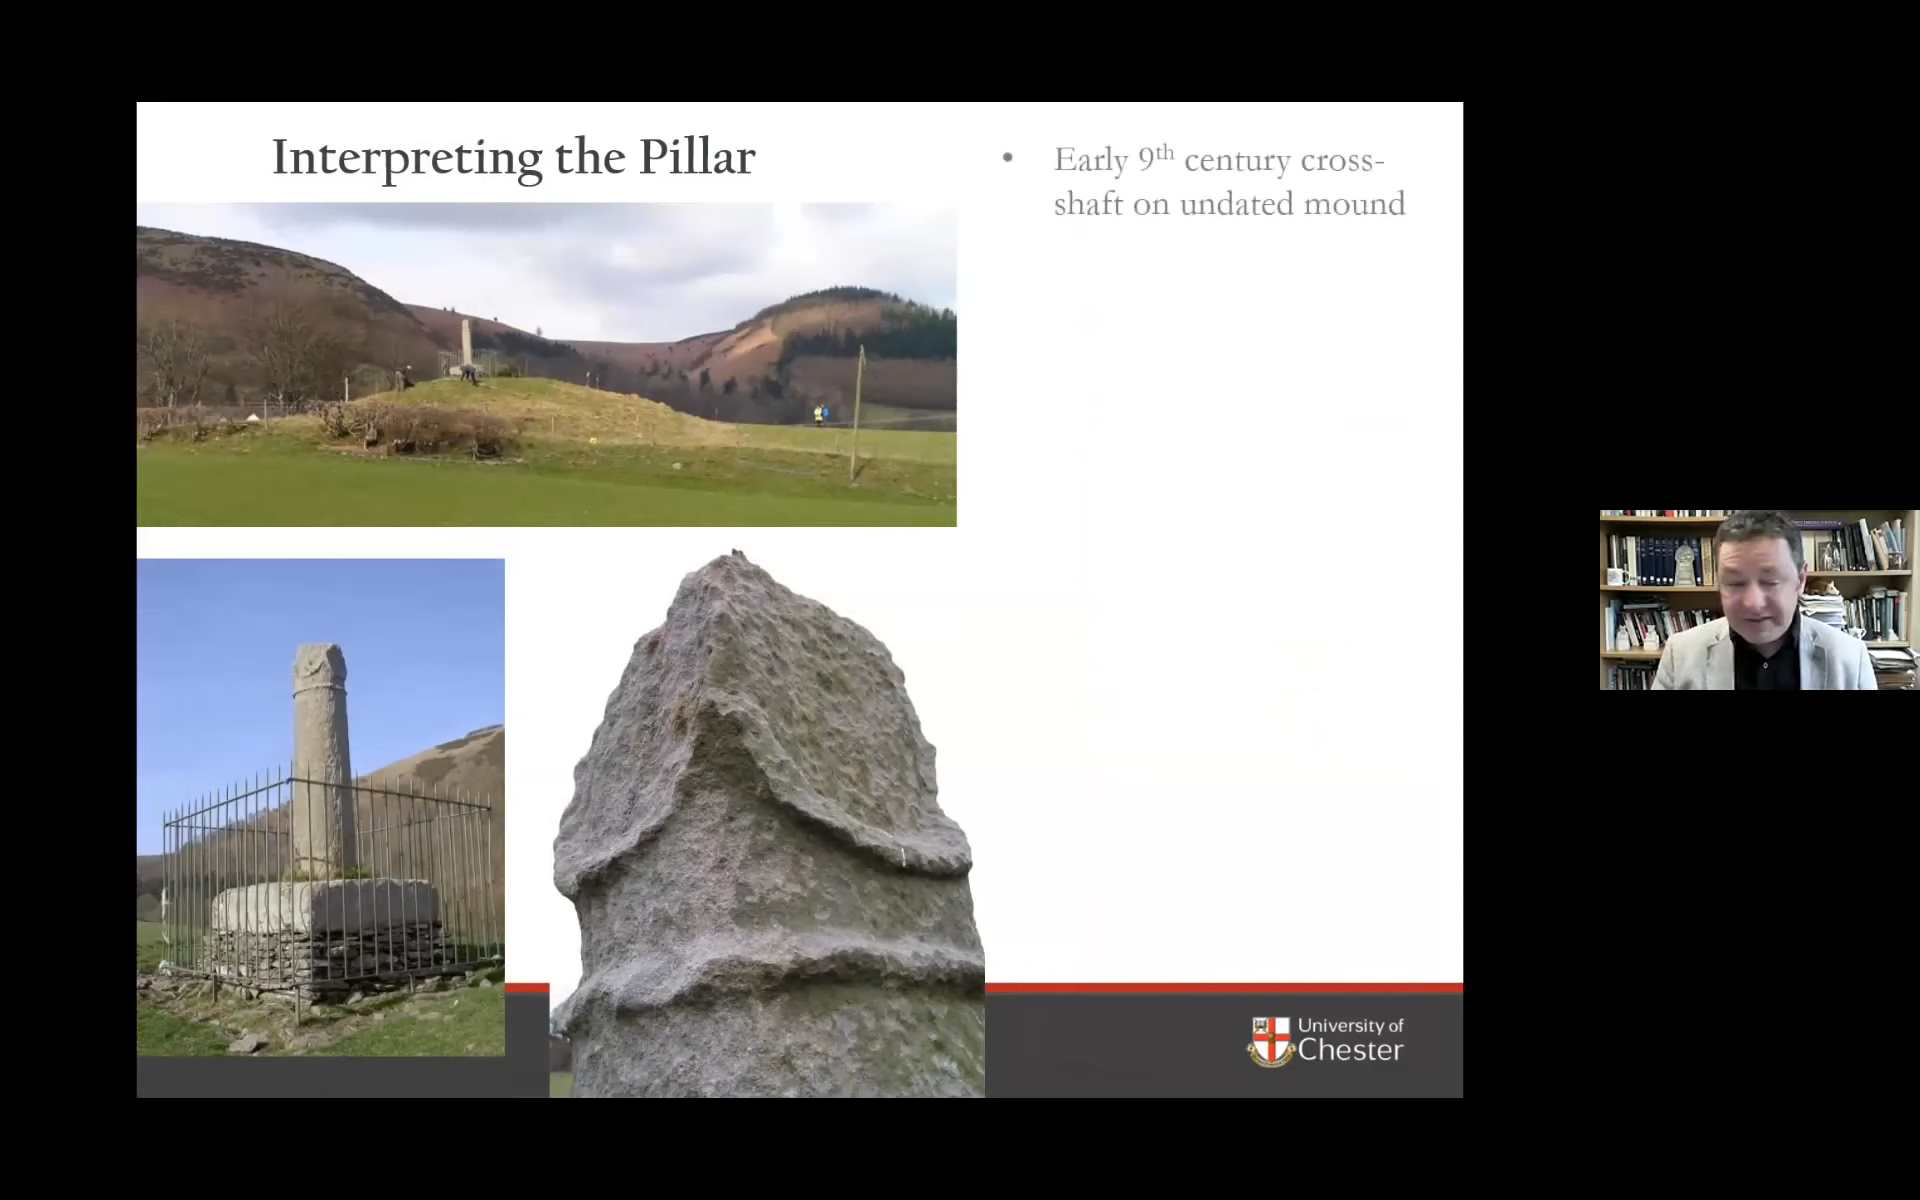 Interpreting the Pillar
• Early 9th century cross-
shaft on undated mound
University of
Chester